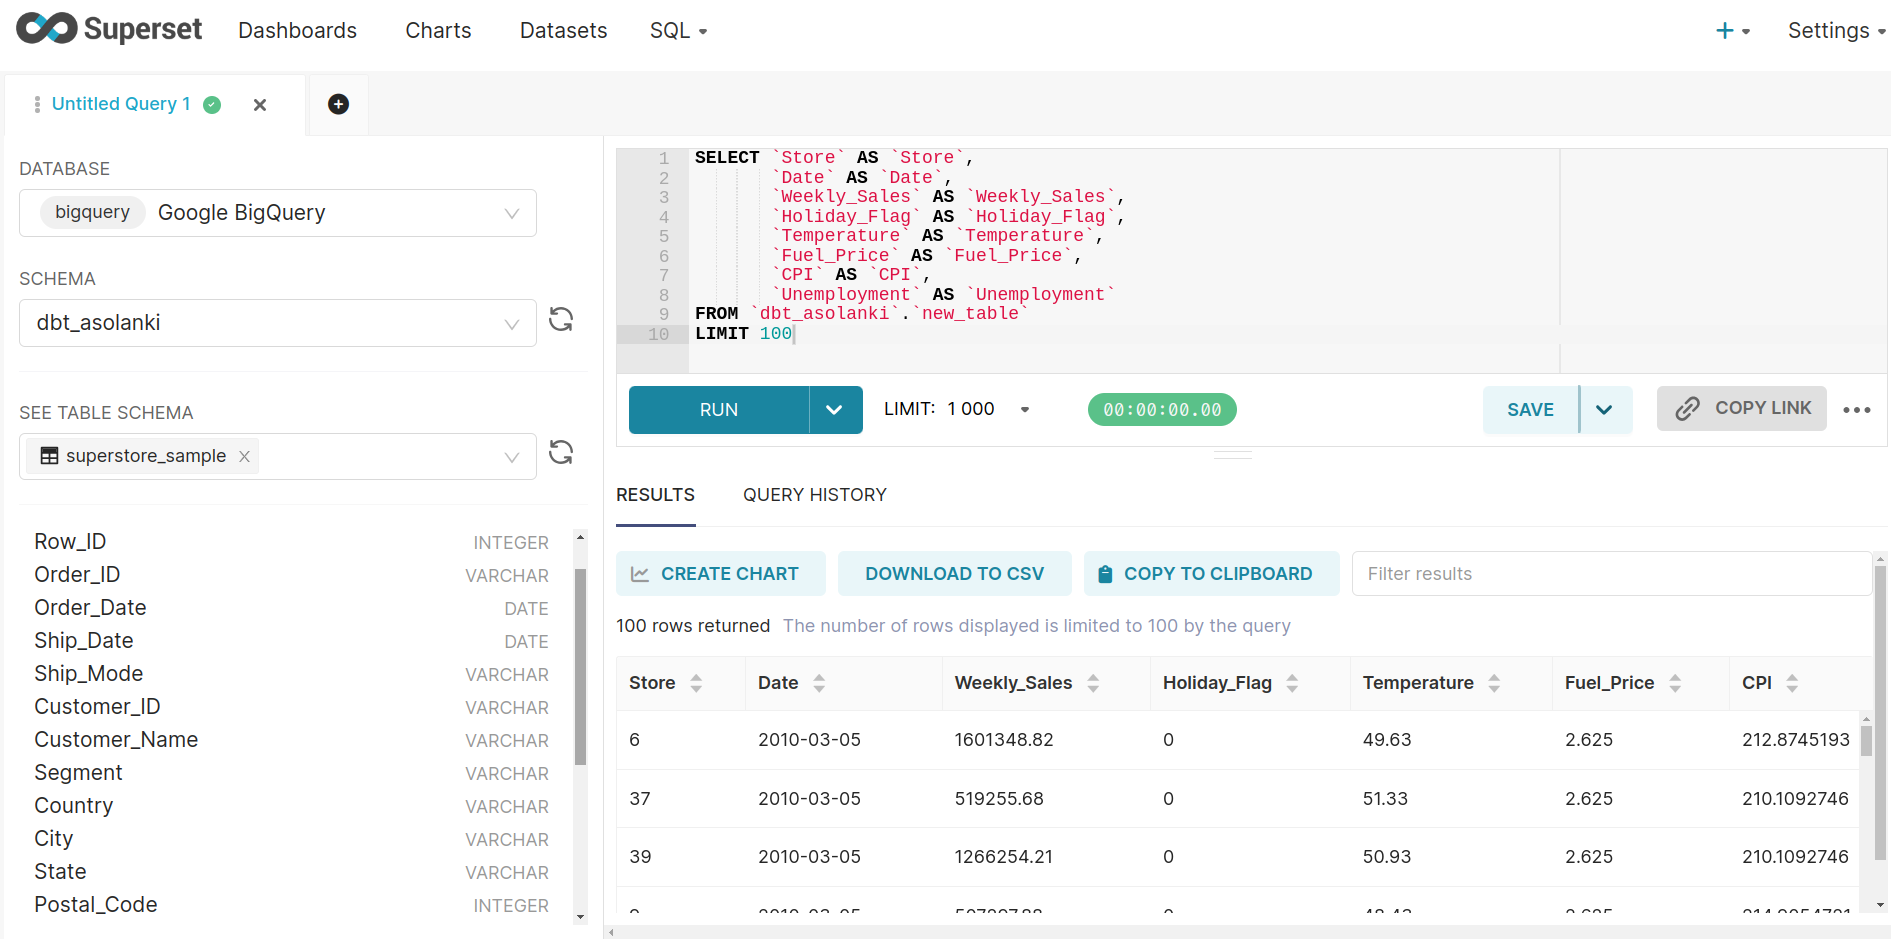 Superset Dashboards Charts Datasets SQL Settings
Untitled Query 1
DATABASE
bigquery Google BigQuery
SCHEMA
dbt_asolanki
SEE TABLE SCHEMA
superstore_sample
Row_ID INTEGER
Order_ID VARCHAR
Order_Date DATE
Ship_Date DATE
Ship_Mode VARCHAR
Customer_ID VARCHAR
Customer_Name VARCHAR
Segment VARCHAR
Country VARCHAR
City VARCHAR
State VARCHAR
Postal_Code INTEGER
1 SELECT `Store` AS `Store`,
2 `Date` AS `Date`,
3 `Weekly_Sales` AS `Weekly_Sales`,
4 `Holiday_Flag` AS `Holiday_Flag`,
5 `Temperature` AS `Temperature`,
6 `Fuel_Price` AS `Fuel_Price`,
7 `CPI` AS `CPI`,
8 `Unemployment` AS `Unemployment`
9 FROM `dbt_asolanki`.`new_table`
10 LIMIT 100
RUN LIMIT: 1 000 00:00:00.00 SAVE COPY LINK
RESULTS QUERY HISTORY
CREATE CHART DOWNLOAD TO CSV COPY TO CLIPBOARD Filter results
100 rows returned The number of rows displayed is limited to 100 by the query
Store Date Weekly_Sales Holiday_Flag Temperature Fuel_Price CPI
6 2010-03-05 1601348.82 0 49.63 2.625 212.8745193
37 2010-03-05 519255.68 0 51.33 2.625 210.1092746
39 2010-03-05 1266254.21 0 50.93 2.625 210.1092746